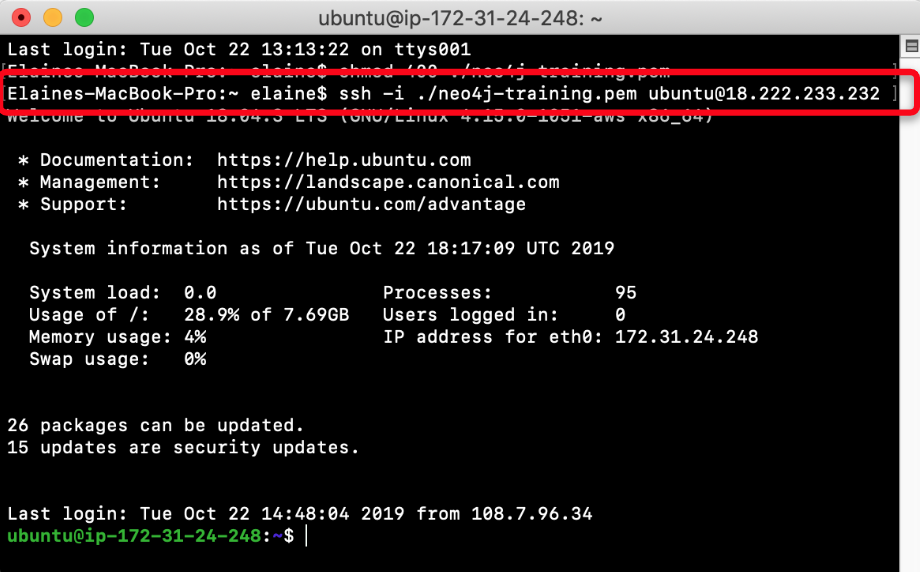 ubuntu@ip-172-31-24-248: ~
Last login: Tue Oct 22 13:13:22 on ttys001
[Elaines-MacBook-Pro:~ elaine$ chmod 400 ./neo4j-training.pem ]
[Elaines-MacBook-Pro:~ elaine$ ssh -i ./neo4j-training.pem ubuntu@18.222.233.232 ]
Welcome to Ubuntu 18.04.3 LTS (GNU/Linux 4.15.0-1051-aws x86_64)
* Documentation:  https://help.ubuntu.com
* Management:     https://landscape.canonical.com
* Support:        https://ubuntu.com/advantage
System information as of Tue Oct 22 18:17:09 UTC 2019
System load:  0.0               Processes:           95
Usage of /:   28.9% of 7.69GB   Users logged in:     0
Memory usage: 4%                IP address for eth0: 172.31.24.248
Swap usage:   0%
26 packages can be updated.
15 updates are security updates.
Last login: Tue Oct 22 14:48:04 2019 from 108.7.96.34
ubuntu@ip-172-31-24-248:~$